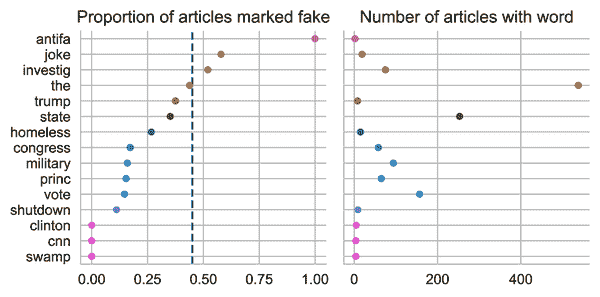 Proportion of articles marked fake
Number of articles with word
antifa
joke
investig
the
trump
state
homeless
congress
military
princ
vote
shutdown
clinton
cnn
swamp
0.00 0.25 0.50 0.75 1.00
0 200 400